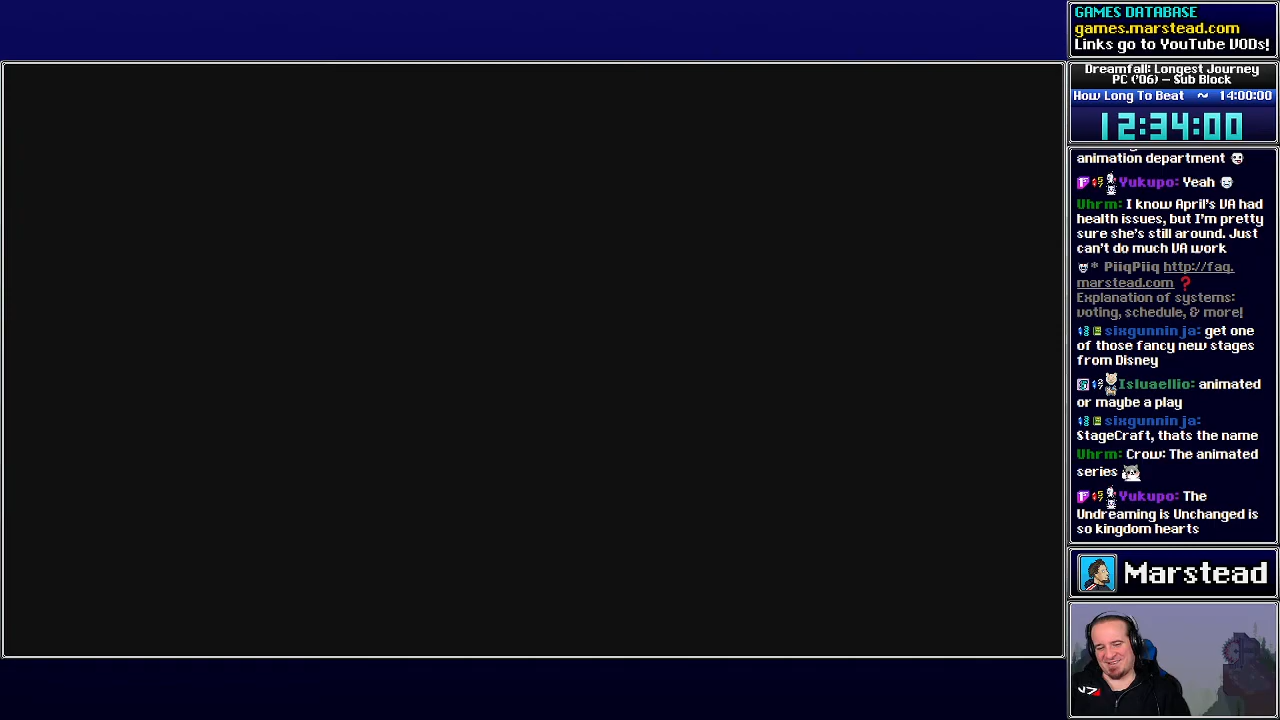 GAMES DATABASE
games.marstead.com
Links go to YouTube VODs!
Dreamfall: Longest Journey
PC ('06) – Sub Block
How Long To Beat ~ 14:00:00
12:34:00
animation department
Yukupo: Yeah
Uhrm: I know April's VA had
health issues, but I'm pretty
sure she's still around. Just
can't do much VA work
* PiiqPiiq http://faq.
marstead.com ❓
Explanation of systems:
voting, schedule, & more!
sixgunnin ja: get one
of those fancy new stages
from Disney
Isluaellio: animated
or maybe a play
sixgunnin ja:
StageCraft, thats the name
Uhrm: Crow: The animated
series
Yukupo: The
Undreaming is Unchanged is
so kingdom hearts
Marstead